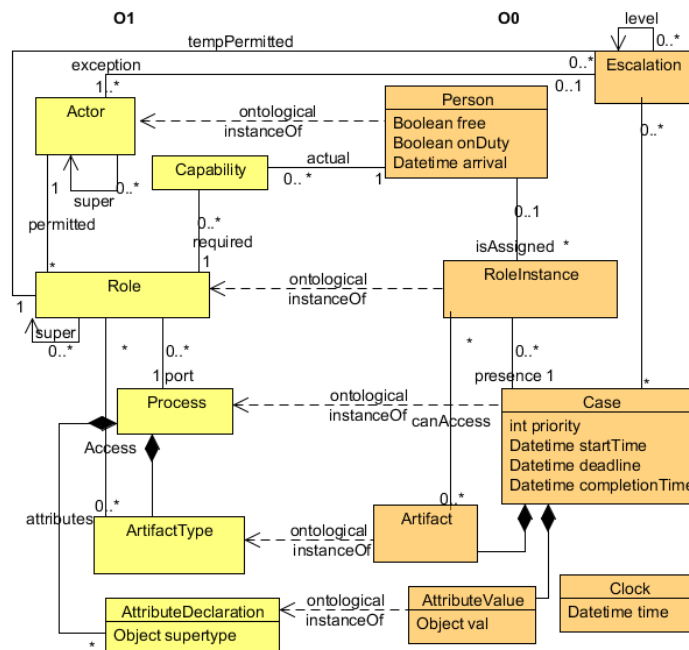 O1 O0
level
tempPermitted 0..*
exception 0..* Escalation
1..* 0..1
Actor ontological Person
instanceOf Boolean free 0..*
Boolean onDuty
Capability actual Datetime arrival
1 0..* 0..* 1
super
permitted 0..* 0..1
required
* 1 isAssigned *
Role ontological RoleInstance
instanceOf
1 super
0..* * 0..* * 0..*
1 port presence 1 *
Process ontological Case
instanceOf canAccess int priority
Access Datetime startTime
Datetime deadline
Datetime completionTime
attributes 0..* 0..*
ArtifactType ontological Artifact
instanceOf
Clock
AttributeDeclaration ontological AttributeValue Datetime time
Object supertype instanceOf Object val
*